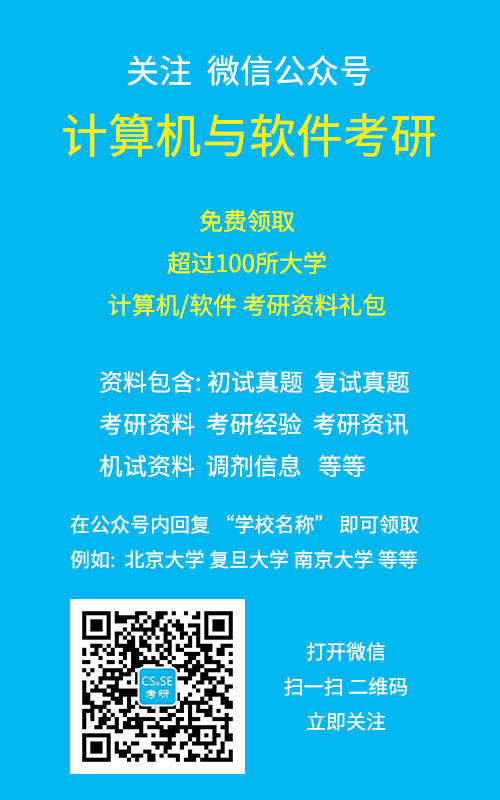 关注 微信公众号
计算机与软件考研
免费领取
超过100所大学
计算机/软件 考研资料礼包
资料包含: 初试真题 复试真题
考研资料 考研经验 考研资讯
机试资料 调剂信息 等等
在公众号内回复 “学校名称” 即可领取
例如: 北京大学 复旦大学 南京大学 等等
CS&SE
考研
打开微信
扫一扫 二维码
立即关注